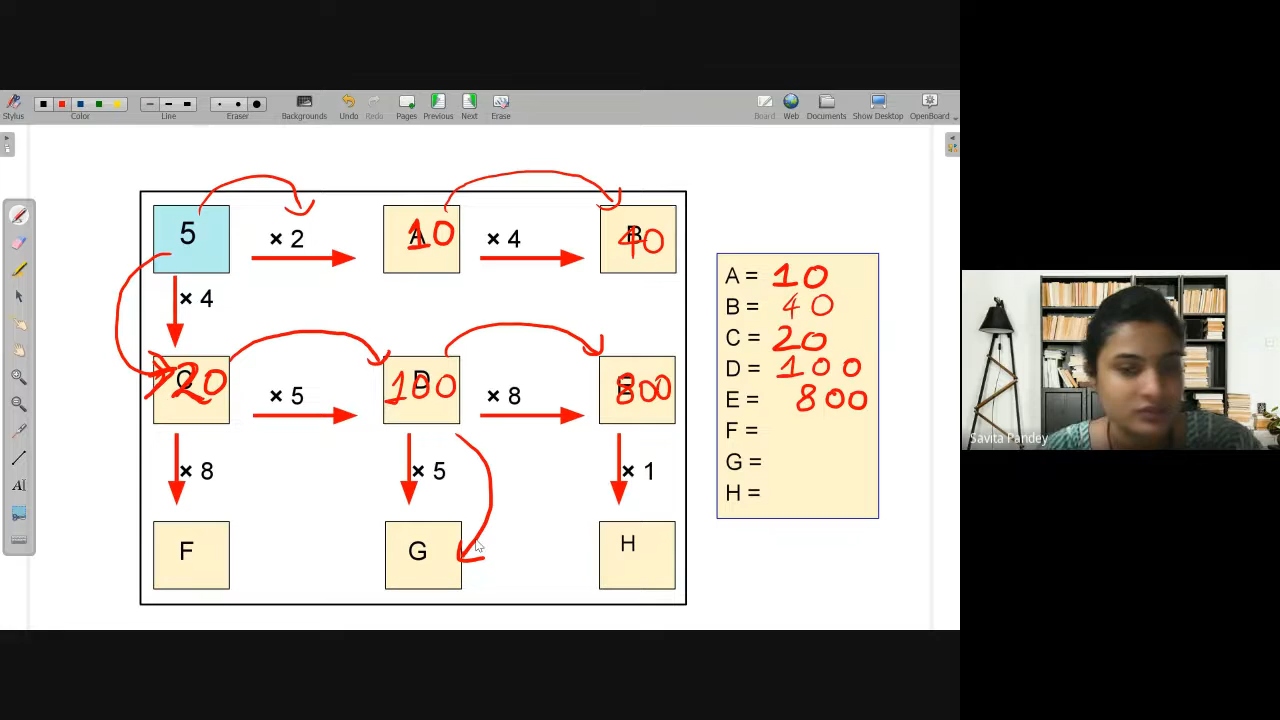 Stylus Color Line Eraser Backgrounds Undo Redo Pages Previous Next Erase Board Web Documents Show Desktop OpenBoard
5 × 2 A 10 × 4 B 40
× 4
C 20 × 5 D 100 × 8 E 800
× 8 × 5 × 1
F G H
A = 10
B = 40
C = 20
D = 100
E = 800
F =
G =
H =
Savita Pandey